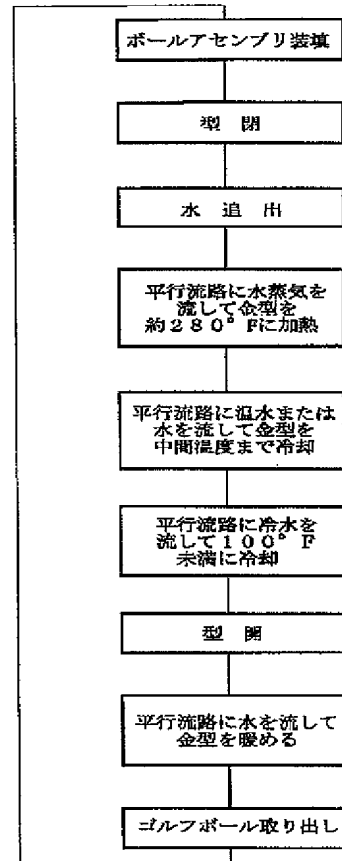 ボールアセンブリ装填
型 閉
水 追 出
平行流路に水蒸気を
流して金型を
約280°Fに加熱
平行流路に温水または
水を流して金型を
中間温度まで冷却
平行流路に冷水を
流して100°F
未満に冷却
型 開
平行流路に水を流して
金型を暖める
ゴルフボール取り出し